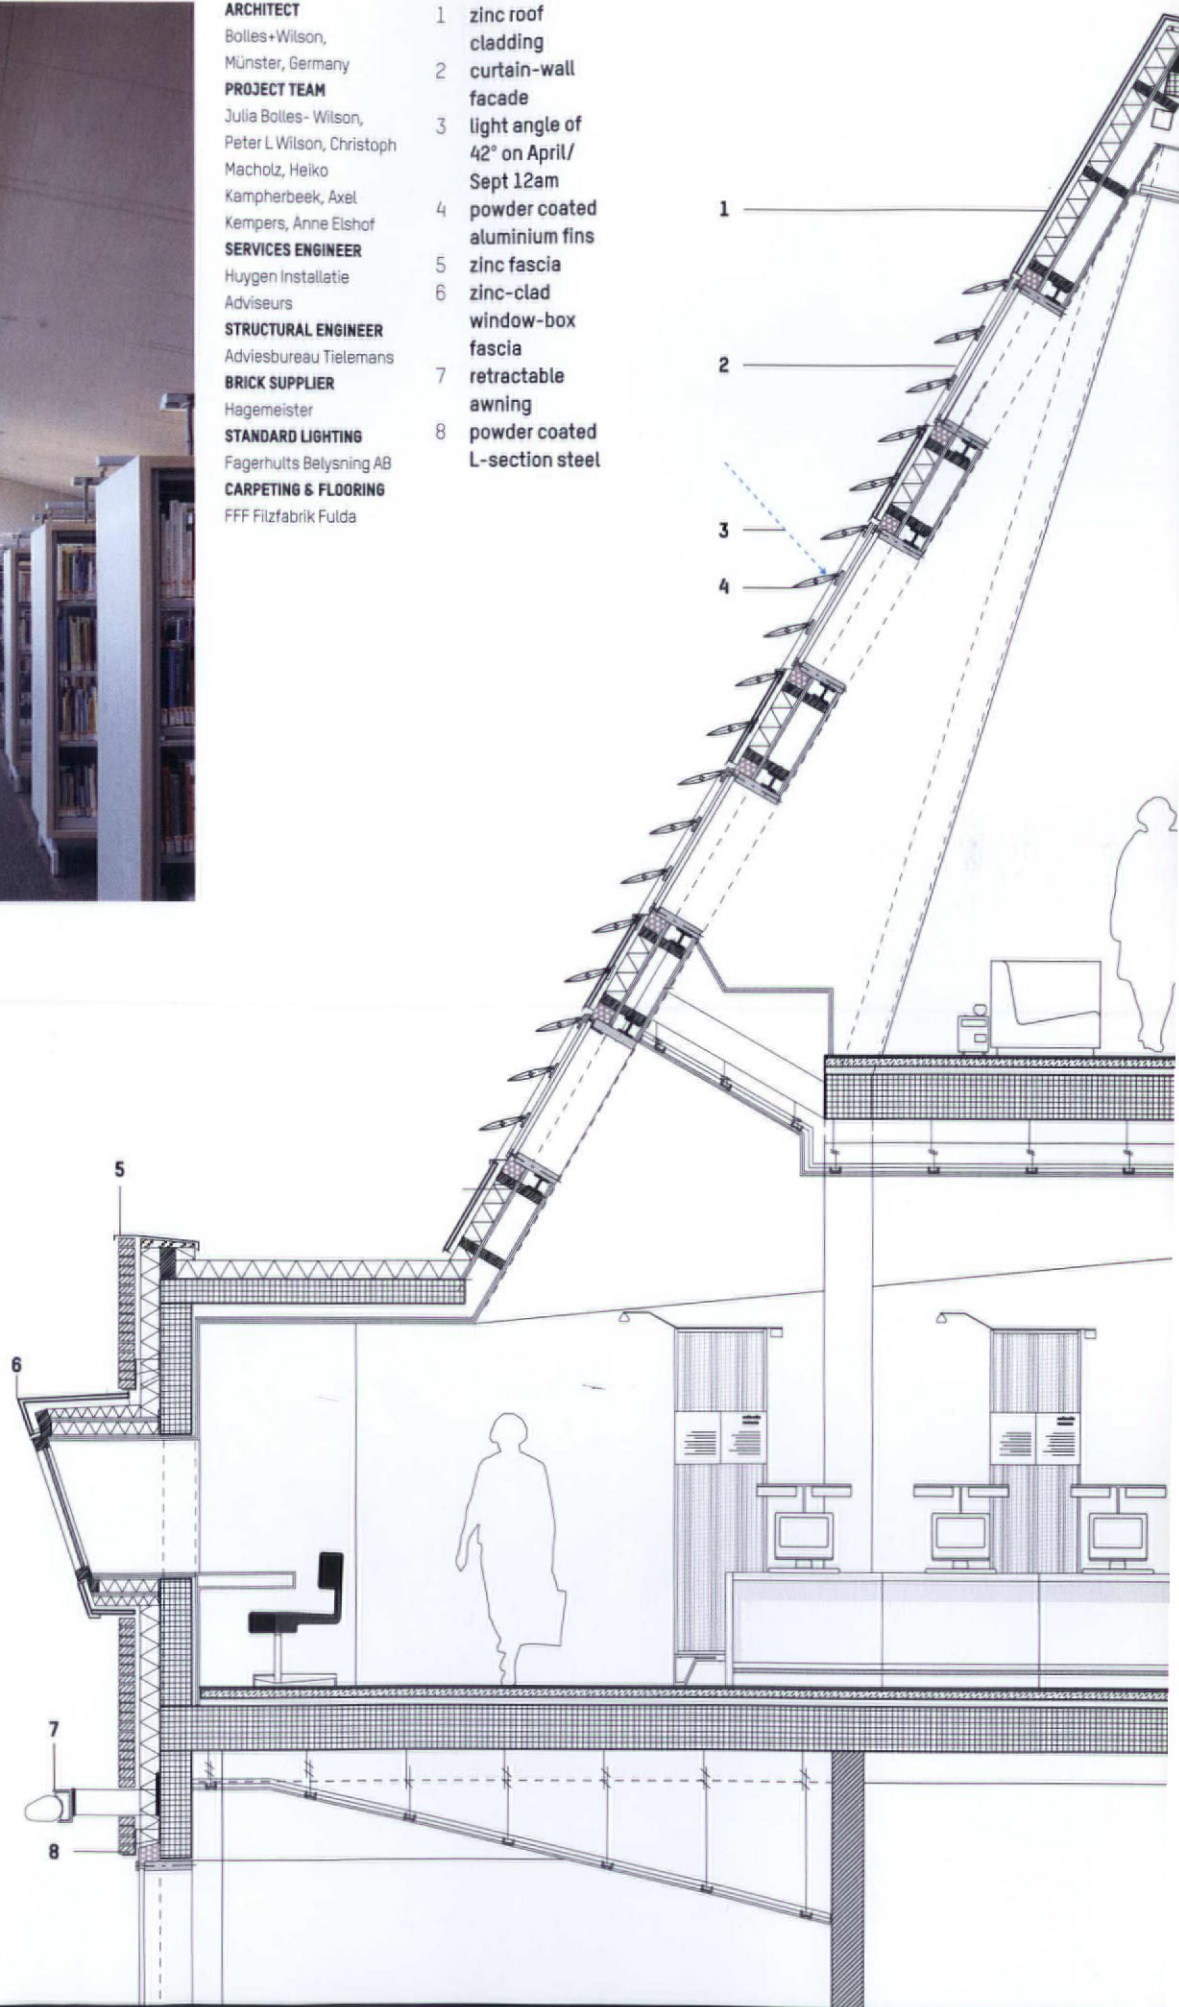 ARCHITECT
Bolles+Wilson,
Münster, Germany
PROJECT TEAM
Julia Bolles- Wilson,
Peter L Wilson, Christoph
Macholz, Heiko
Kampherbeek, Axel
Kempers, Anne Elshof
SERVICES ENGINEER
Huygen Installatie
Adviseurs
STRUCTURAL ENGINEER
Adviesbureau Tielemans
BRICK SUPPLIER
Hagemeister
STANDARD LIGHTING
Fagerhults Belysning AB
CARPETING & FLOORING
FFF Filzfabrik Fulda
1 zinc roof
cladding
2 curtain-wall
facade
3 light angle of
42° on April/
Sept 12am
4 powder coated
aluminium fins
5 zinc fascia
6 zinc-clad
window-box
fascia
7 retractable
awning
8 powder coated
L-section steel
1
2
3
4
5
6
7
8